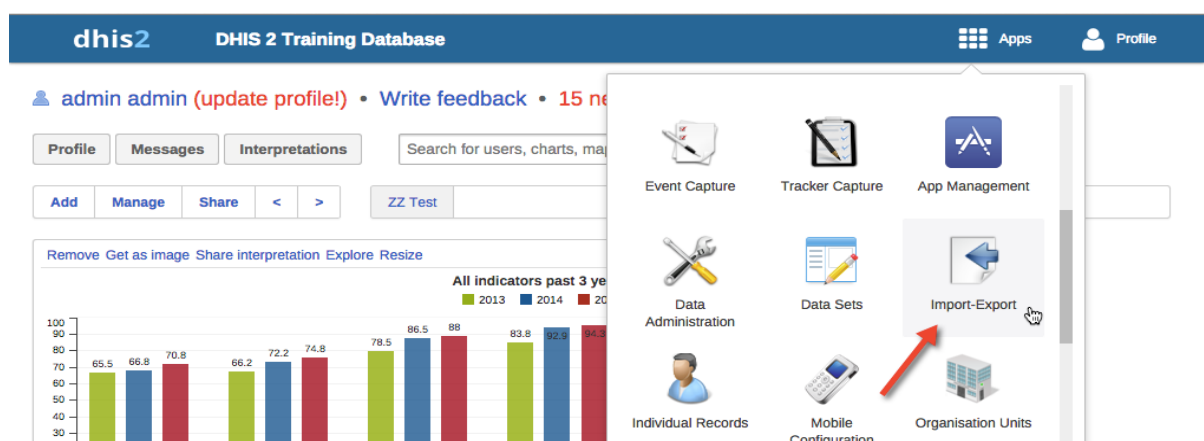 dhis2 DHIS 2 Training Database Apps Profile
admin admin (update profile!) • Write feedback • 15
Profile Messages Interpretations Search for users, charts,
Event Capture Tracker Capture App Management
Add Manage Share < > ZZ Test
Remove Get as image Share interpretation Explore Resize
All indicators past 3
2013 2014
Data Administration Data Sets Import-Export
100
90
80
70
60
50
40
30
65.5 66.8 70.8 66.2 72.2 74.8 78.5 86.5 88 83.8 92.9 94.3
Individual Records Mobile Configuration Organisation Units